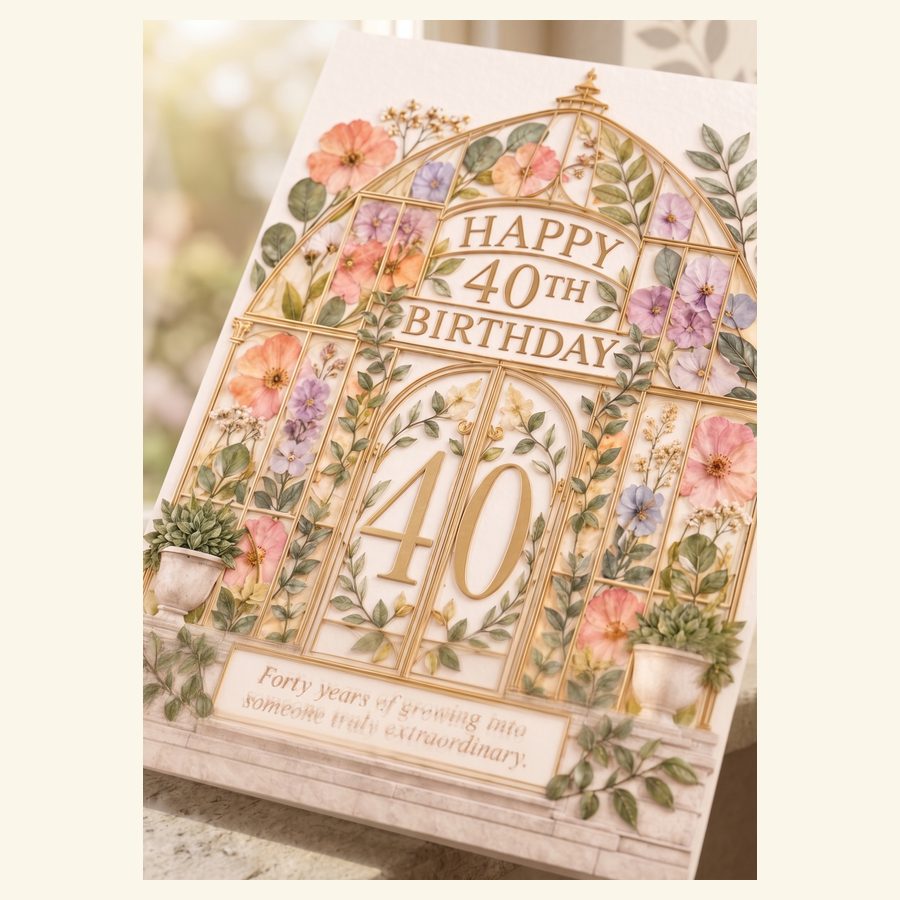 HAPPY
40TH
BIRTHDAY
40
Forty years of growing into
someone truly extraordinary.